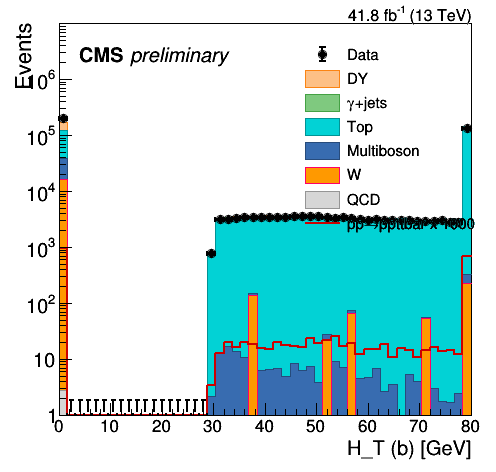 41.8 fb⁻¹ (13 TeV)
Events
CMS preliminary
Data
DY
γ+jets
Top
Multiboson
W
QCD
10⁶
10⁵
10⁴
10³
10²
10
1
0 10 20 30 40 50 60 70 80
H_T (b) [GeV]